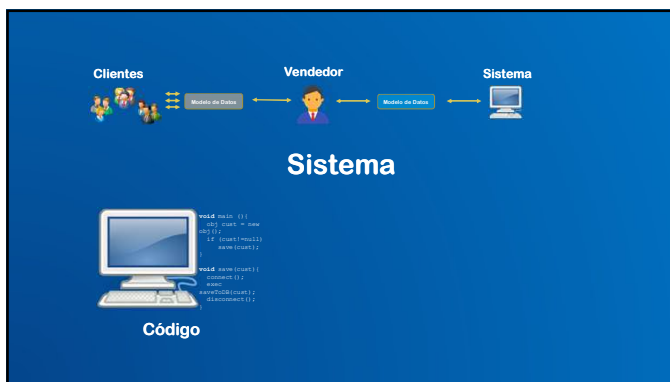 Clientes
Vendedor
Sistema
Modelo de Datos
Modelo de Datos
Sistema
void main (){
obj cust = new
obj();
if (cust!=null)
save(cust);
}
void save(cust){
connect();
exec
saveToDB(cust);
disconnect();
}
Código